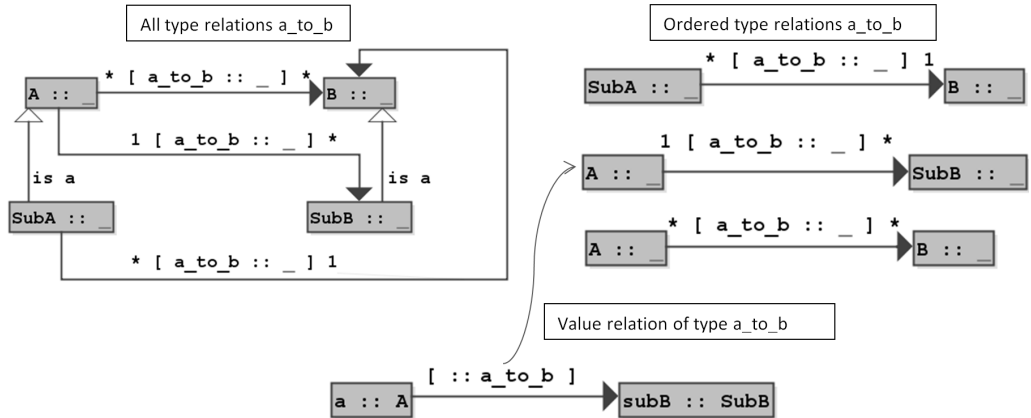 All type relations a_to_b
Ordered type relations a_to_b
* [ a_to_b :: _ ] *
A :: _
B :: _
1 [ a_to_b :: _ ] *
is a
is a
SubA :: _
SubB :: _
* [ a_to_b :: _ ] 1
* [ a_to_b :: _ ] 1
SubA :: _
B :: _
1 [ a_to_b :: _ ] *
A :: _
SubB :: _
* [ a_to_b :: _ ] *
A :: _
B :: _
Value relation of type a_to_b
[ :: a_to_b ]
a :: A
subB :: SubB